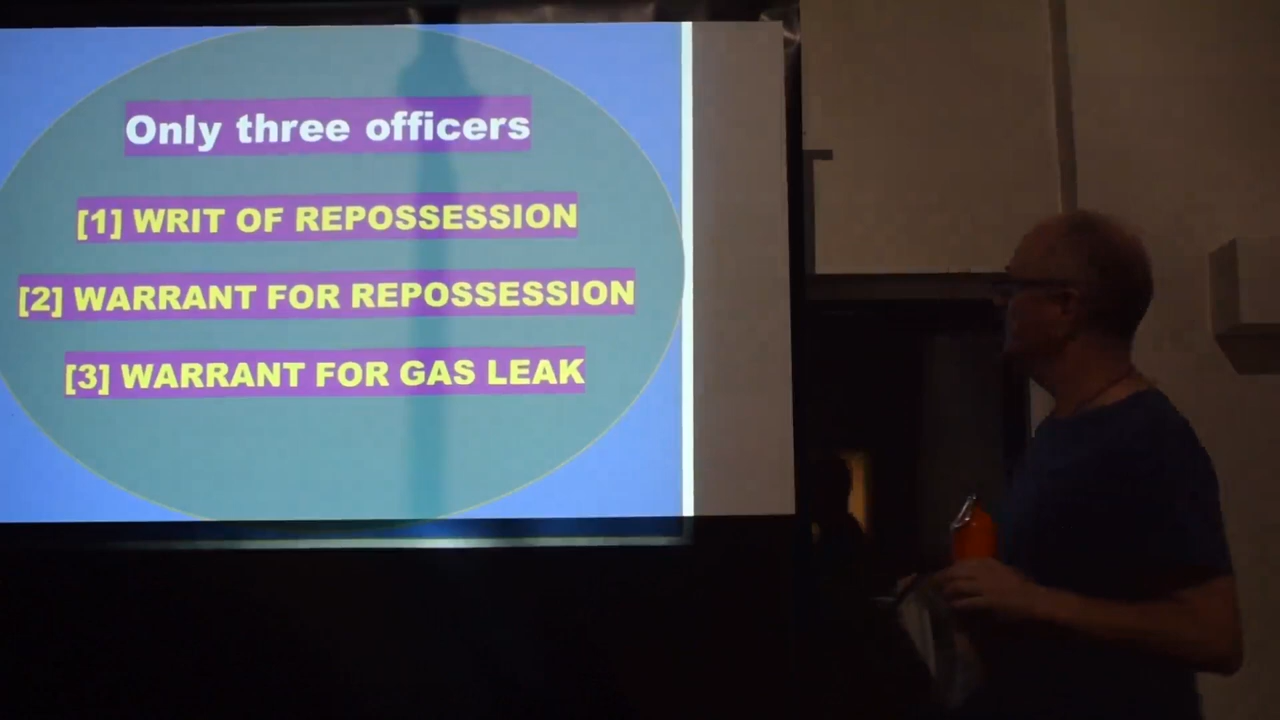 Only three officers
[1] WRIT OF REPOSSESSION
[2] WARRANT FOR REPOSSESSION
[3] WARRANT FOR GAS LEAK